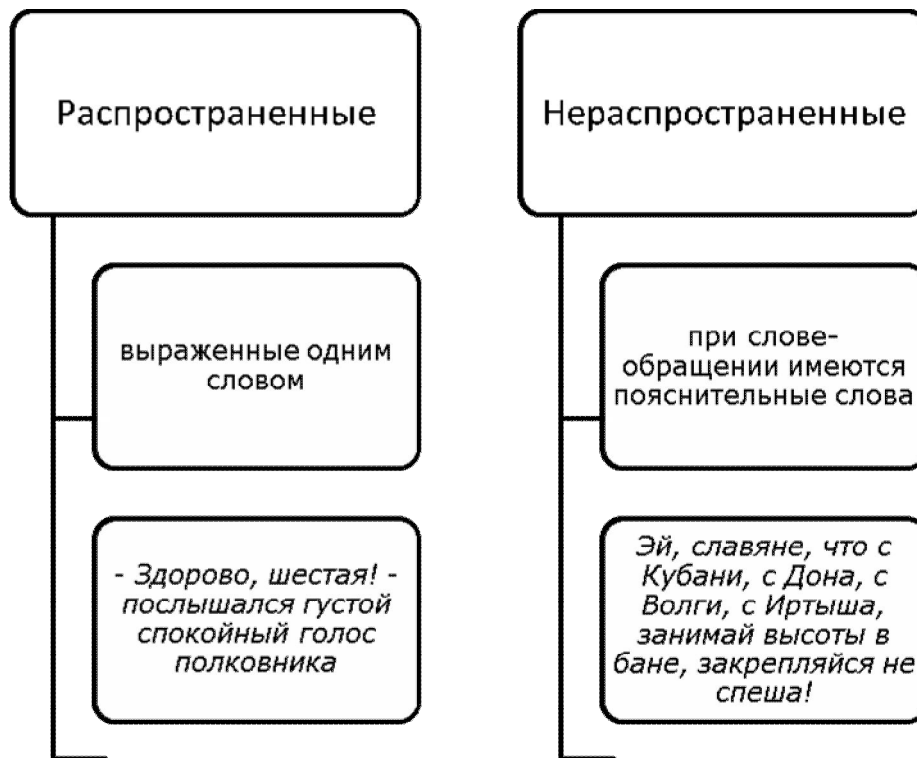 Распространенные
выраженные одним
словом
- Здорово, шестая! -
послышался густой
спокойный голос
полковника
Нераспространенные
при слове-
обращении имеются
пояснительные слова
Эй, славяне, что с
Кубани, с Дона, с
Волги, с Иртыша,
занимай высоты в
бане, закрепляйся не
спеша!